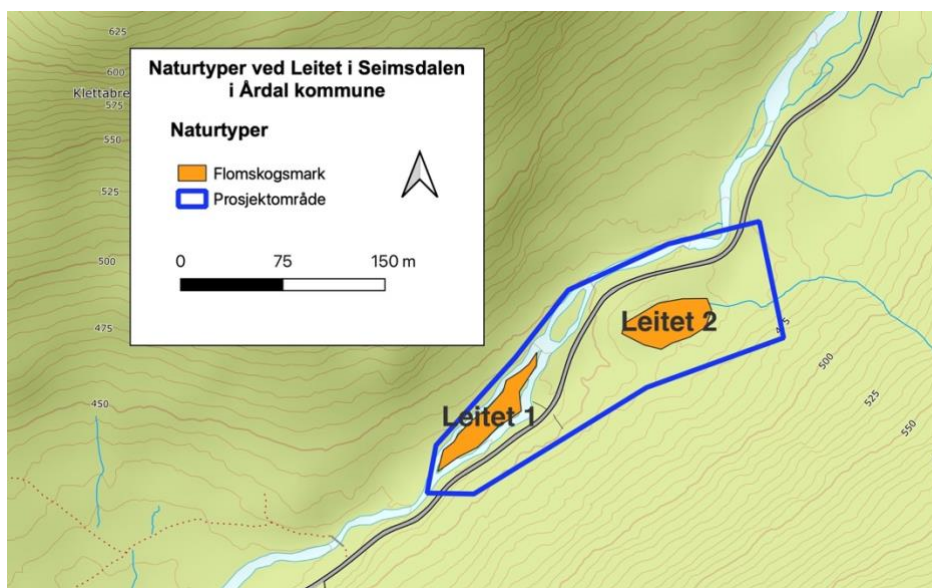 625
600
Klettabre
575
550
525
500
475
450
Naturtyper ved Leitet i Seimsdalen
i Årdal kommune
Naturtyper
Flomskogsmark
Prosjektområde
0 75 150 m
Leitet 2
Leitet 1
500
525
550